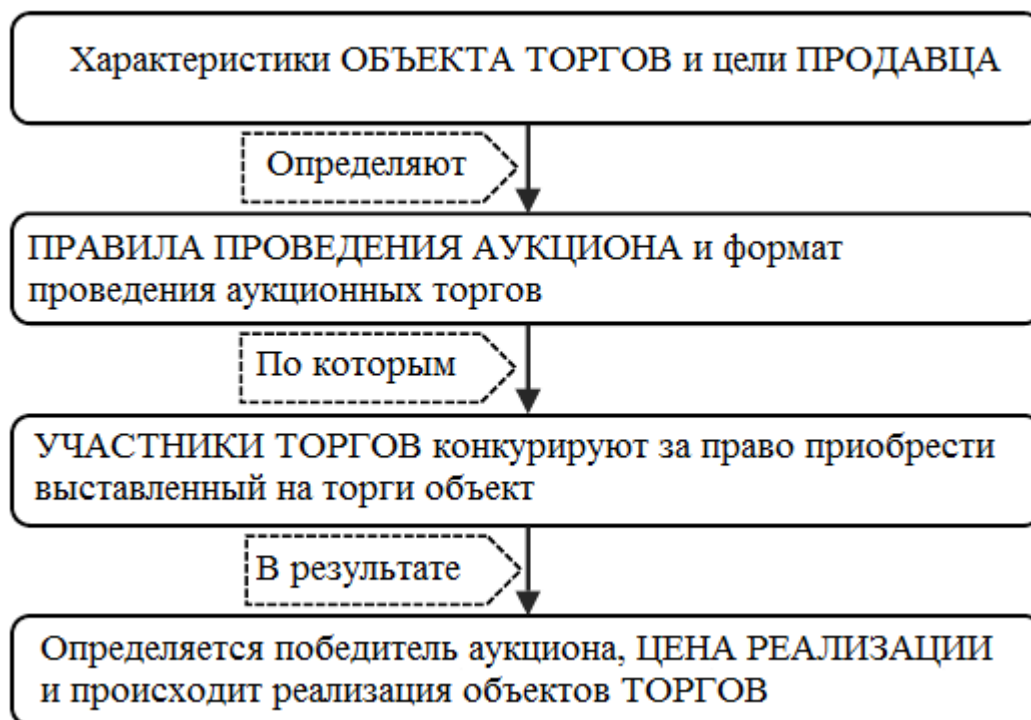 Характеристики ОБЪЕКТА ТОРГОВ и цели ПРОДАВЦА
Определяют
ПРАВИЛА ПРОВЕДЕНИЯ АУКЦИОНА и формат
проведения аукционных торгов
По которым
УЧАСТНИКИ ТОРГОВ конкурируют за право приобрести
выставленный на торги объект
В результате
Определяется победитель аукциона, ЦЕНА РЕАЛИЗАЦИИ
и происходит реализация объектов ТОРГОВ